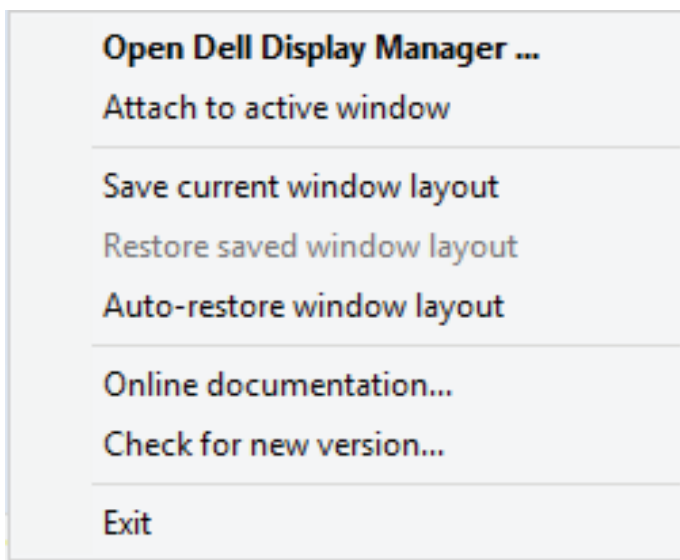 Open Dell Display Manager ...
Attach to active window
Save current window layout
Restore saved window layout
Auto-restore window layout
Online documentation...
Check for new version...
Exit